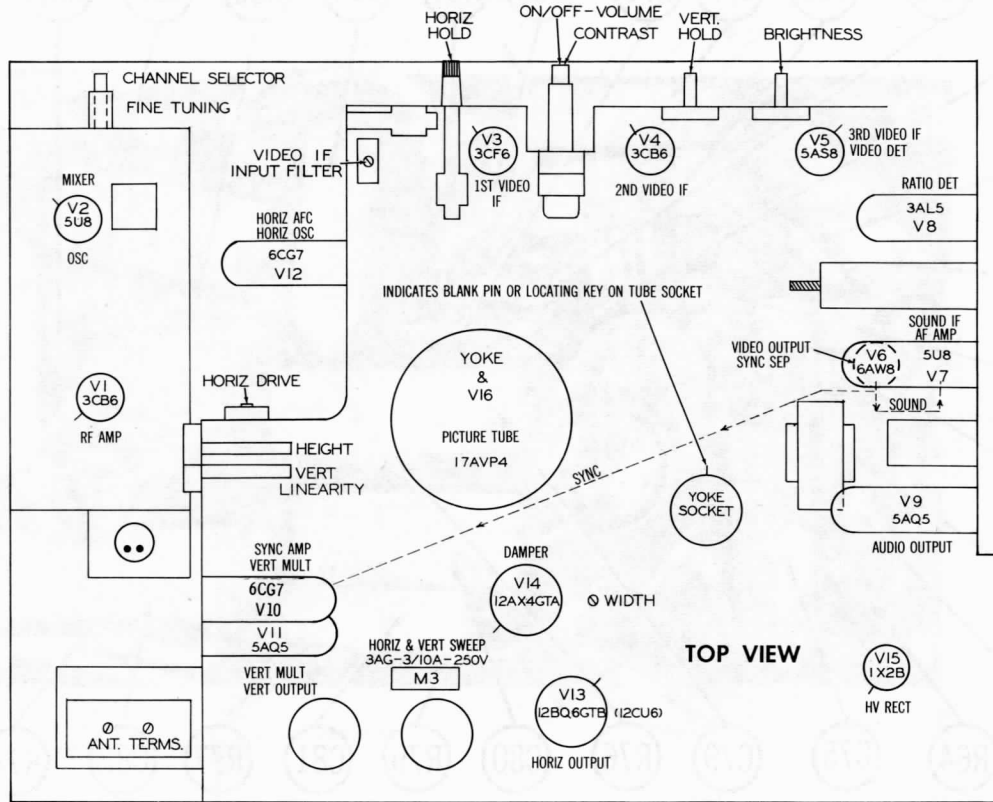 HORIZ
HOLD
ON/OFF-VOLUME
CONTRAST
VERT.
HOLD
BRIGHTNESS
CHANNEL SELECTOR
FINE TUNING
VIDEO IF
INPUT FILTER
V3
3CF6
1ST VIDEO
IF
V4
3CB6
2ND VIDEO IF
V5
5AS8
3RD VIDEO IF
VIDEO DET
MIXER
V2
5U8
OSC
HORIZ AFC
HORIZ OSC
6CG7
V12
RATIO DET
3AL5
V8
INDICATES BLANK PIN OR LOCATING KEY ON TUBE SOCKET
YOKE
&
V16
PICTURE TUBE
17AVP4
VIDEO OUTPUT
SYNC SEP
V6
6AW8
SOUND IF
AF AMP
5U8
V7
SOUND
V1
3CB6
RF AMP
HORIZ DRIVE
HEIGHT
VERT
LINEARITY
SYNC
YOKE
SOCKET
V9
5AQ5
AUDIO OUTPUT
SYNC AMP
VERT MULT
6CG7
V10
V11
5AQ5
VERT MULT
VERT OUTPUT
DAMPER
V14
12AX4GTA
WIDTH
HORIZ & VERT SWEEP
3AG-3/10A-250V
M3
TOP VIEW
V15
1X2B
HV RECT
V13
12BQ6GTB (12CU6)
HORIZ OUTPUT
ANT. TERMS.